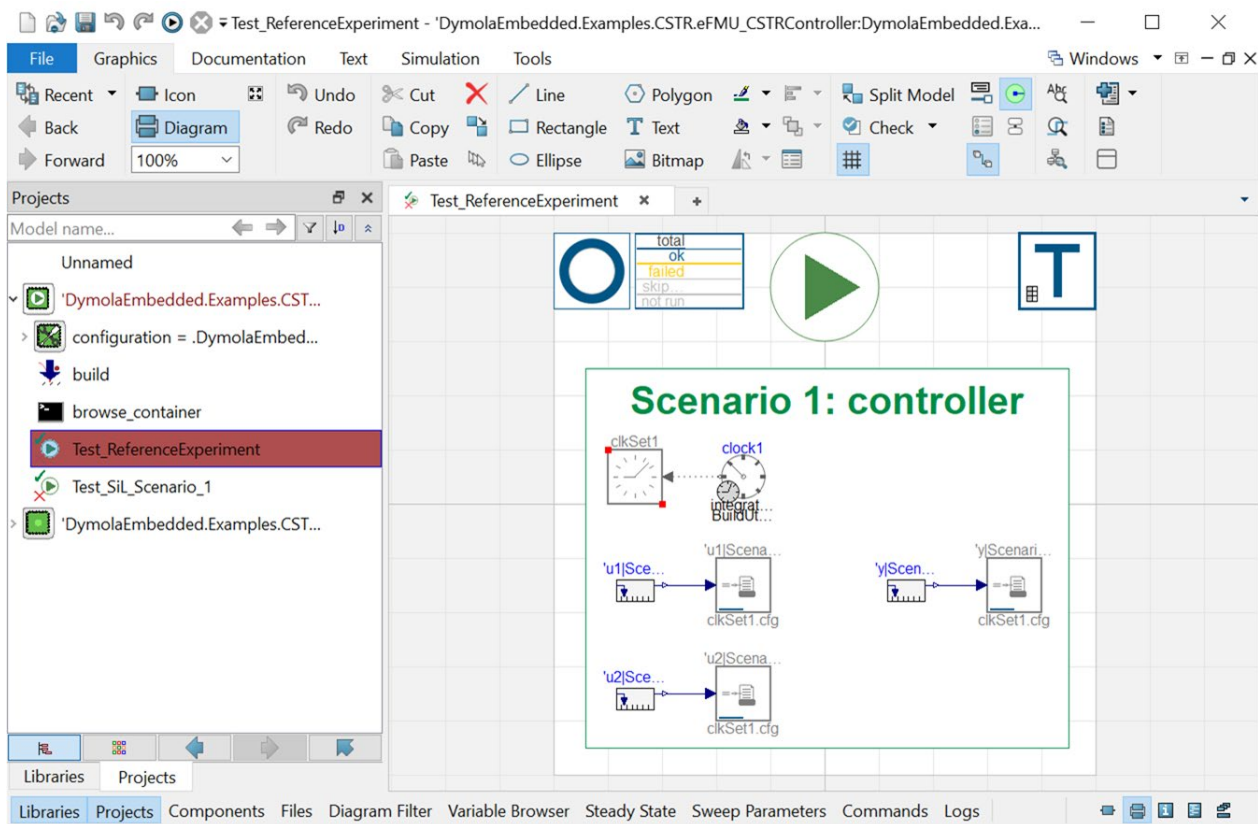 Test_ReferenceExperiment - 'DymolaEmbedded.Examples.CSTR.eFMU_CSTRController:DymolaEmbedded.Exa...
File Graphics Documentation Text Simulation Tools Windows
Recent Icon Undo Cut Line Polygon Split Model Abc
Back Diagram Redo Copy Rectangle Text Check
Forward 100% Paste Ellipse Bitmap
Projects
Test_ReferenceExperiment
Model name...
Unnamed
'DymolaEmbedded.Examples.CST...
configuration = .DymolaEmbed...
build
browse_container
Test_ReferenceExperiment
Test_SiL_Scenario_1
'DymolaEmbedded.Examples.CST...
total
ok
failed
skip...
not run
T
Scenario 1: controller
clkSet1
clock1
integrat...
BuildUt...
'u1|Sce...
'u1|Scena...
clkSet1.cfg
'y|Scen...
'y|Scenari...
clkSet1.cfg
'u2|Sce...
'u2|Scena...
clkSet1.cfg
Libraries Projects
Libraries Projects Components Files Diagram Filter Variable Browser Steady State Sweep Parameters Commands Logs